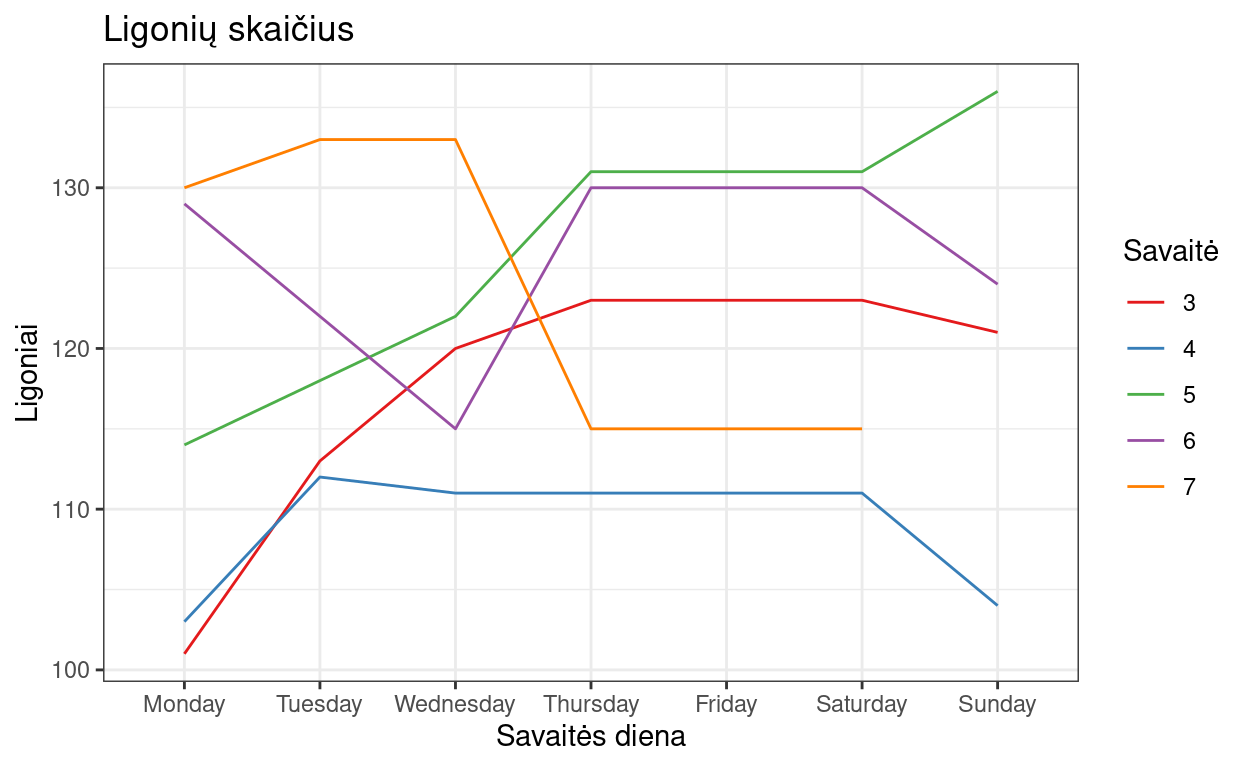 Ligonių skaičius
130
120
110
100
Ligoniai
Monday Tuesday Wednesday Thursday Friday Saturday Sunday
Savaitės diena
Savaitė
3
4
5
6
7